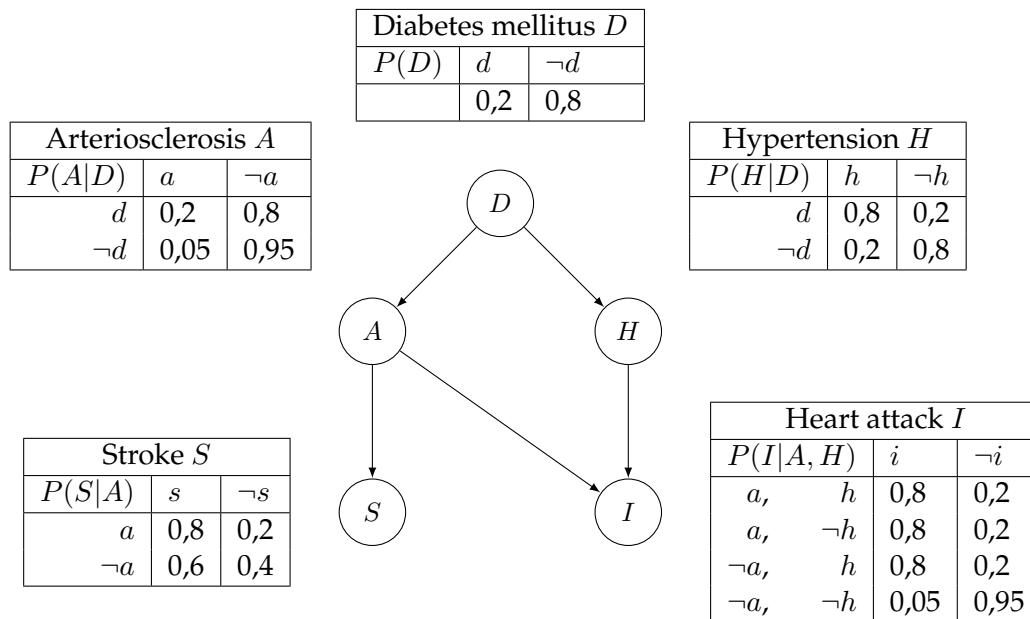 Diabetes mellitus D
P(D) d ¬d
0,2 0,8
Arteriosclerosis A
P(A|D) a ¬a
d 0,2 0,8
¬d 0,05 0,95
Hypertension H
P(H|D) h ¬h
d 0,8 0,2
¬d 0,2 0,8
D
A
H
Stroke S
P(S|A) s ¬s
a 0,8 0,2
¬a 0,6 0,4
S
I
Heart attack I
P(I|A, H) i ¬i
a, h 0,8 0,2
a, ¬h 0,8 0,2
¬a, h 0,8 0,2
¬a, ¬h 0,05 0,95